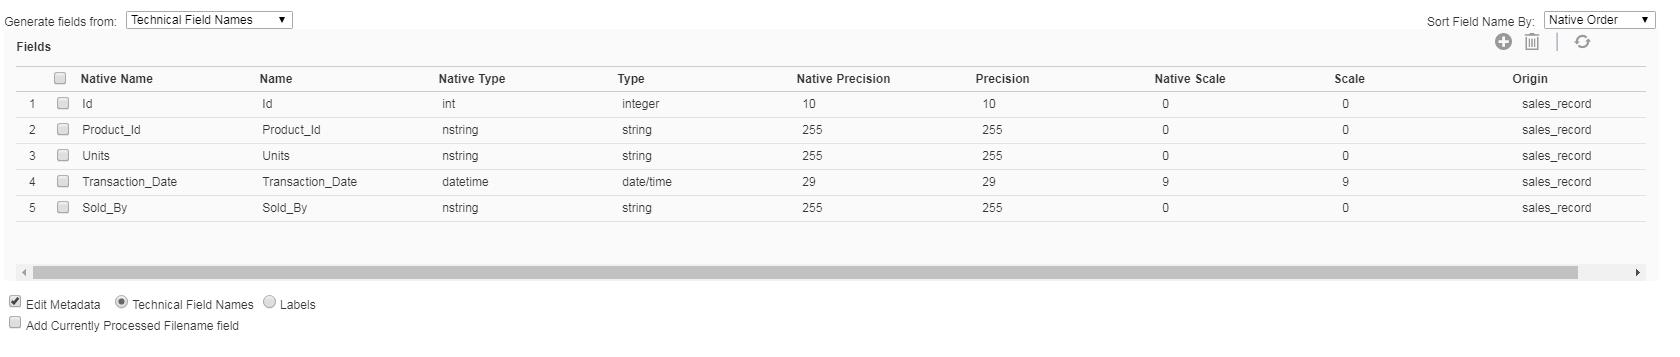 Generate fields from: Technical Field Names Sort Field Name By: Native Order
Fields
Native Name Name Native Type Type Native Precision Precision Native Scale Scale Origin
1 Id Id int integer 10 10 0 0 sales_record
2 Product_Id Product_Id nstring string 255 255 0 0 sales_record
3 Units Units nstring string 255 255 0 0 sales_record
4 Transaction_Date Transaction_Date datetime date/time 29 29 9 9 sales_record
5 Sold_By Sold_By nstring string 255 255 0 0 sales_record
Edit Metadata Technical Field Names Labels
Add Currently Processed Filename field